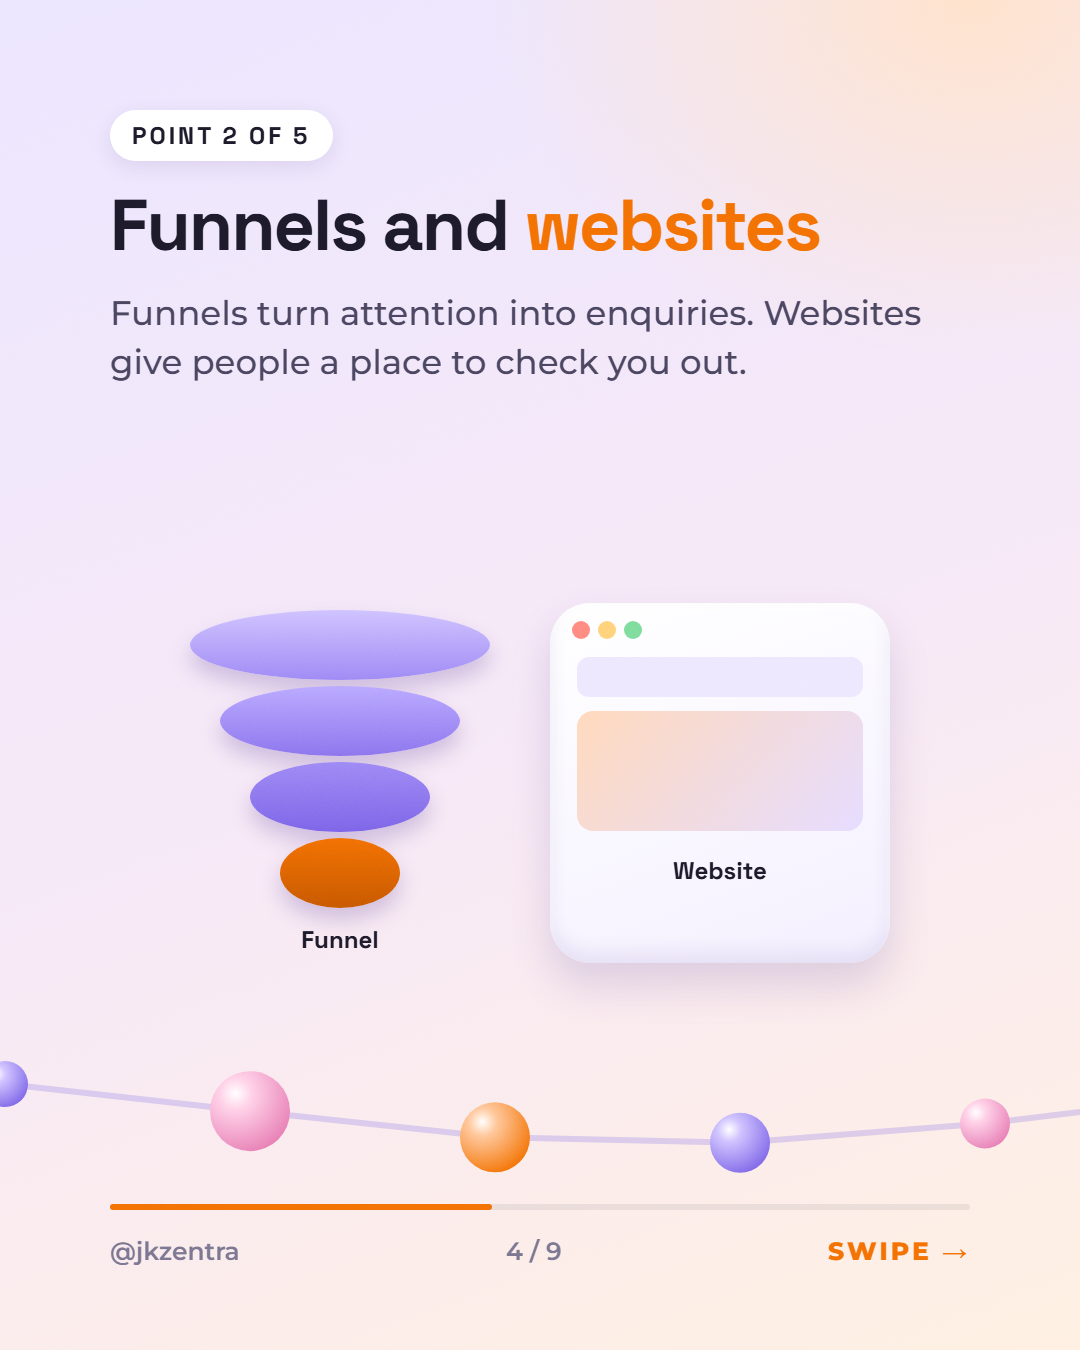 POINT 2 OF 5
Funnels and websites
Funnels turn attention into enquiries. Websites
give people a place to check you out.
Website
Funnel
@jkzentra
4 / 9
SWIPE →